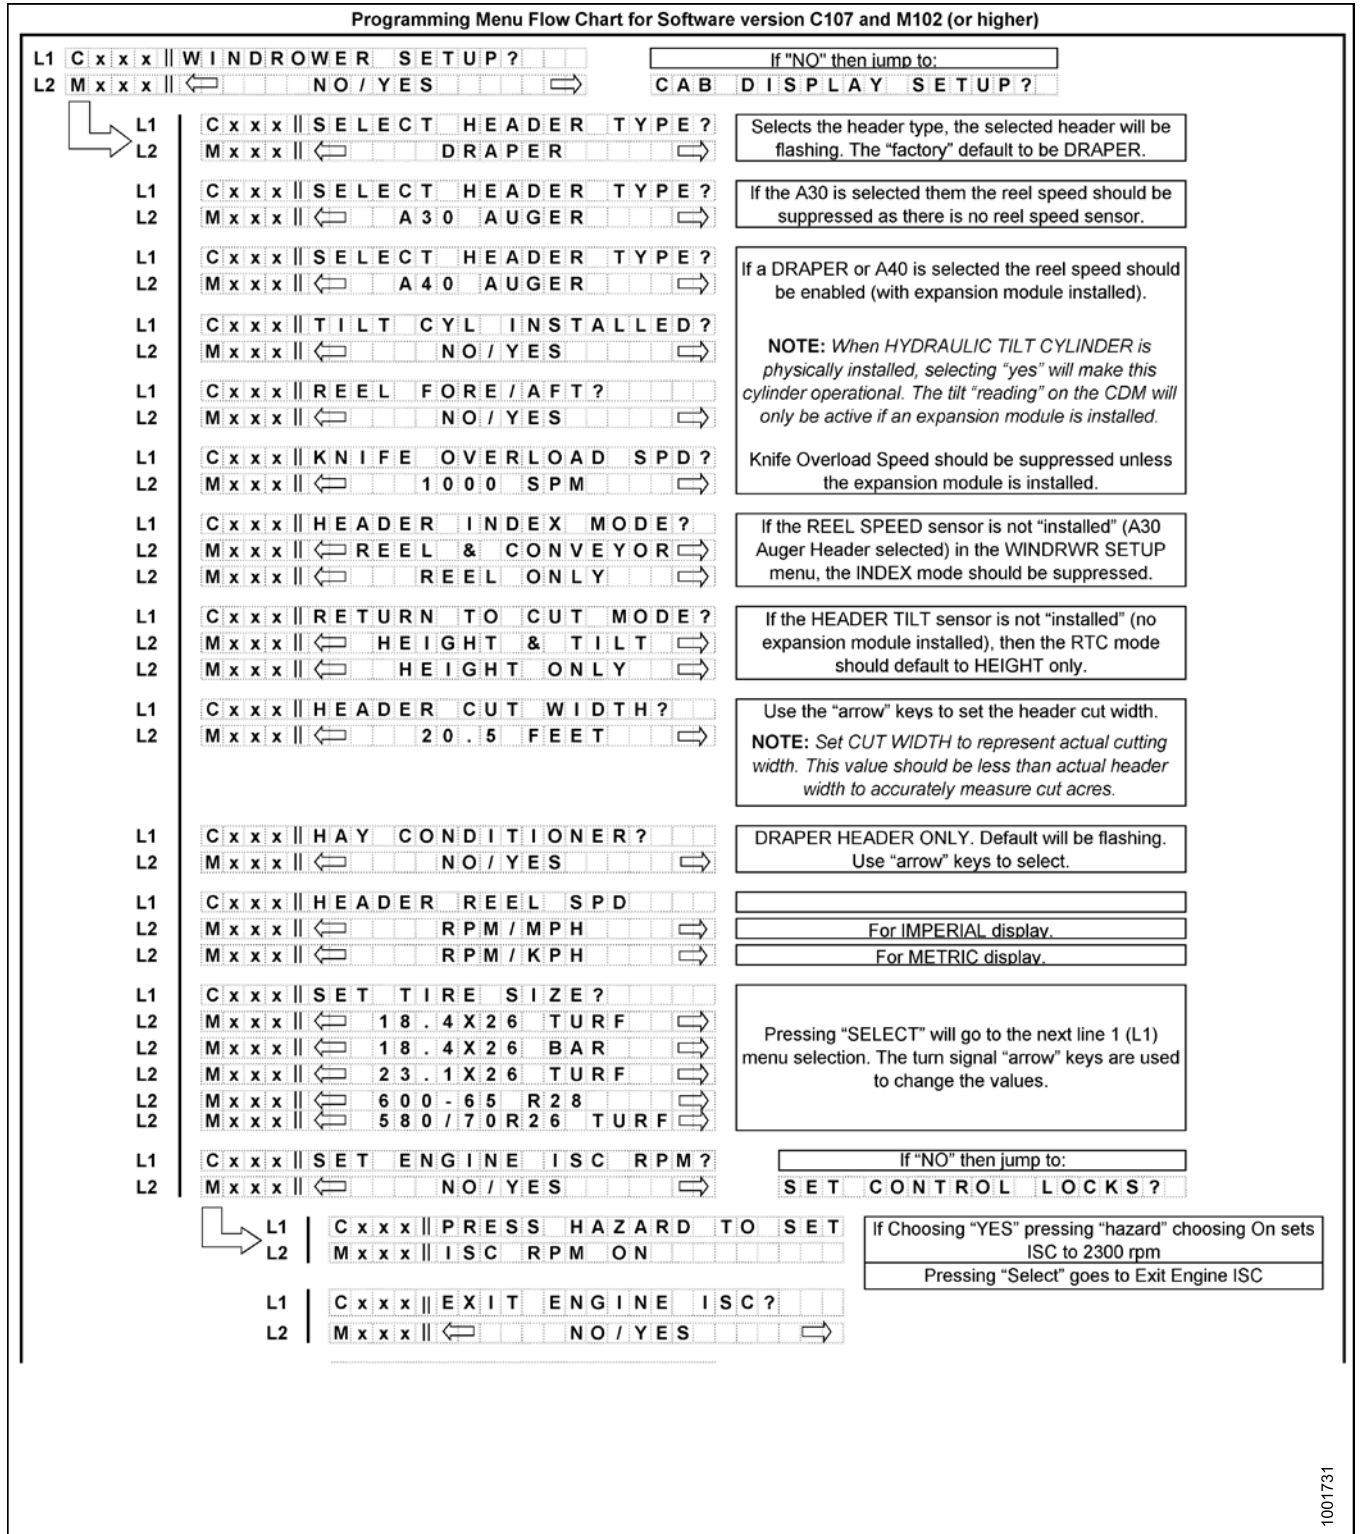 Programming Menu Flow Chart for Software version C107 and M102 (or higher)
L1 Cxxx||WINDROWER SETUP?
If "NO" then jump to:
L2 Mxxx|| NO/YES
CAB DISPLAY SETUP?
L1 Cxxx||SELECT HEADER TYPE?
L2 Mxxx|| DRAPER
Selects the header type, the selected header will be
flashing. The “factory” default to be DRAPER.
L1 Cxxx||SELECT HEADER TYPE?
L2 Mxxx|| A30 AUGER
If the A30 is selected them the reel speed should be
suppressed as there is no reel speed sensor.
L1 Cxxx||SELECT HEADER TYPE?
L2 Mxxx|| A40 AUGER
L1 Cxxx||TILT CYL INSTALLED?
L2 Mxxx|| NO/YES
L1 Cxxx||REEL FORE/AFT?
L2 Mxxx|| NO/YES
L1 Cxxx||KNIFE OVERLOAD SPD?
L2 Mxxx|| 1000 SPM
If a DRAPER or A40 is selected the reel speed should
be enabled (with expansion module installed).
NOTE: When HYDRAULIC TILT CYLINDER is
physically installed, selecting “yes” will make this
cylinder operational. The tilt “reading” on the CDM will
only be active if an expansion module is installed.
Knife Overload Speed should be suppressed unless
the expansion module is installed.
L1 Cxxx||HEADER INDEX MODE?
L2 Mxxx|| REEL & CONVEYOR
L2 Mxxx|| REEL ONLY
If the REEL SPEED sensor is not “installed” (A30
Auger Header selected) in the WINDRWR SETUP
menu, the INDEX mode should be suppressed.
L1 Cxxx||RETURN TO CUT MODE?
L2 Mxxx|| HEIGHT & TILT
L2 Mxxx|| HEIGHT ONLY
If the HEADER TILT sensor is not “installed” (no
expansion module installed), then the RTC mode
should default to HEIGHT only.
L1 Cxxx||HEADER CUT WIDTH?
L2 Mxxx|| 20.5 FEET
Use the “arrow” keys to set the header cut width.
NOTE: Set CUT WIDTH to represent actual cutting
width. This value should be less than actual header
width to accurately measure cut acres.
L1 Cxxx||HAY CONDITIONER?
L2 Mxxx|| NO/YES
DRAPER HEADER ONLY. Default will be flashing.
Use “arrow” keys to select.
L1 Cxxx||HEADER REEL SPD
L2 Mxxx|| RPM/MPH
For IMPERIAL display.
L2 Mxxx|| RPM/KPH
For METRIC display.
L1 Cxxx||SET TIRE SIZE?
L2 Mxxx|| 18.4X26 TURF
L2 Mxxx|| 18.4X26 BAR
L2 Mxxx|| 23.1X26 TURF
L2 Mxxx|| 600-65 R28
L2 Mxxx|| 580/70R26 TURF
Pressing “SELECT” will go to the next line 1 (L1)
menu selection. The turn signal “arrow” keys are used
to change the values.
L1 Cxxx||SET ENGINE ISC RPM?
If “NO” then jump to:
L2 Mxxx|| NO/YES
SET CONTROL LOCKS?
L1 Cxxx||PRESS HAZARD TO SET
L2 Mxxx||ISC RPM ON
If Choosing “YES” pressing “hazard” choosing On sets
ISC to 2300 rpm
Pressing “Select” goes to Exit Engine ISC
L1 Cxxx||EXIT ENGINE ISC?
L2 Mxxx|| NO/YES
1001731